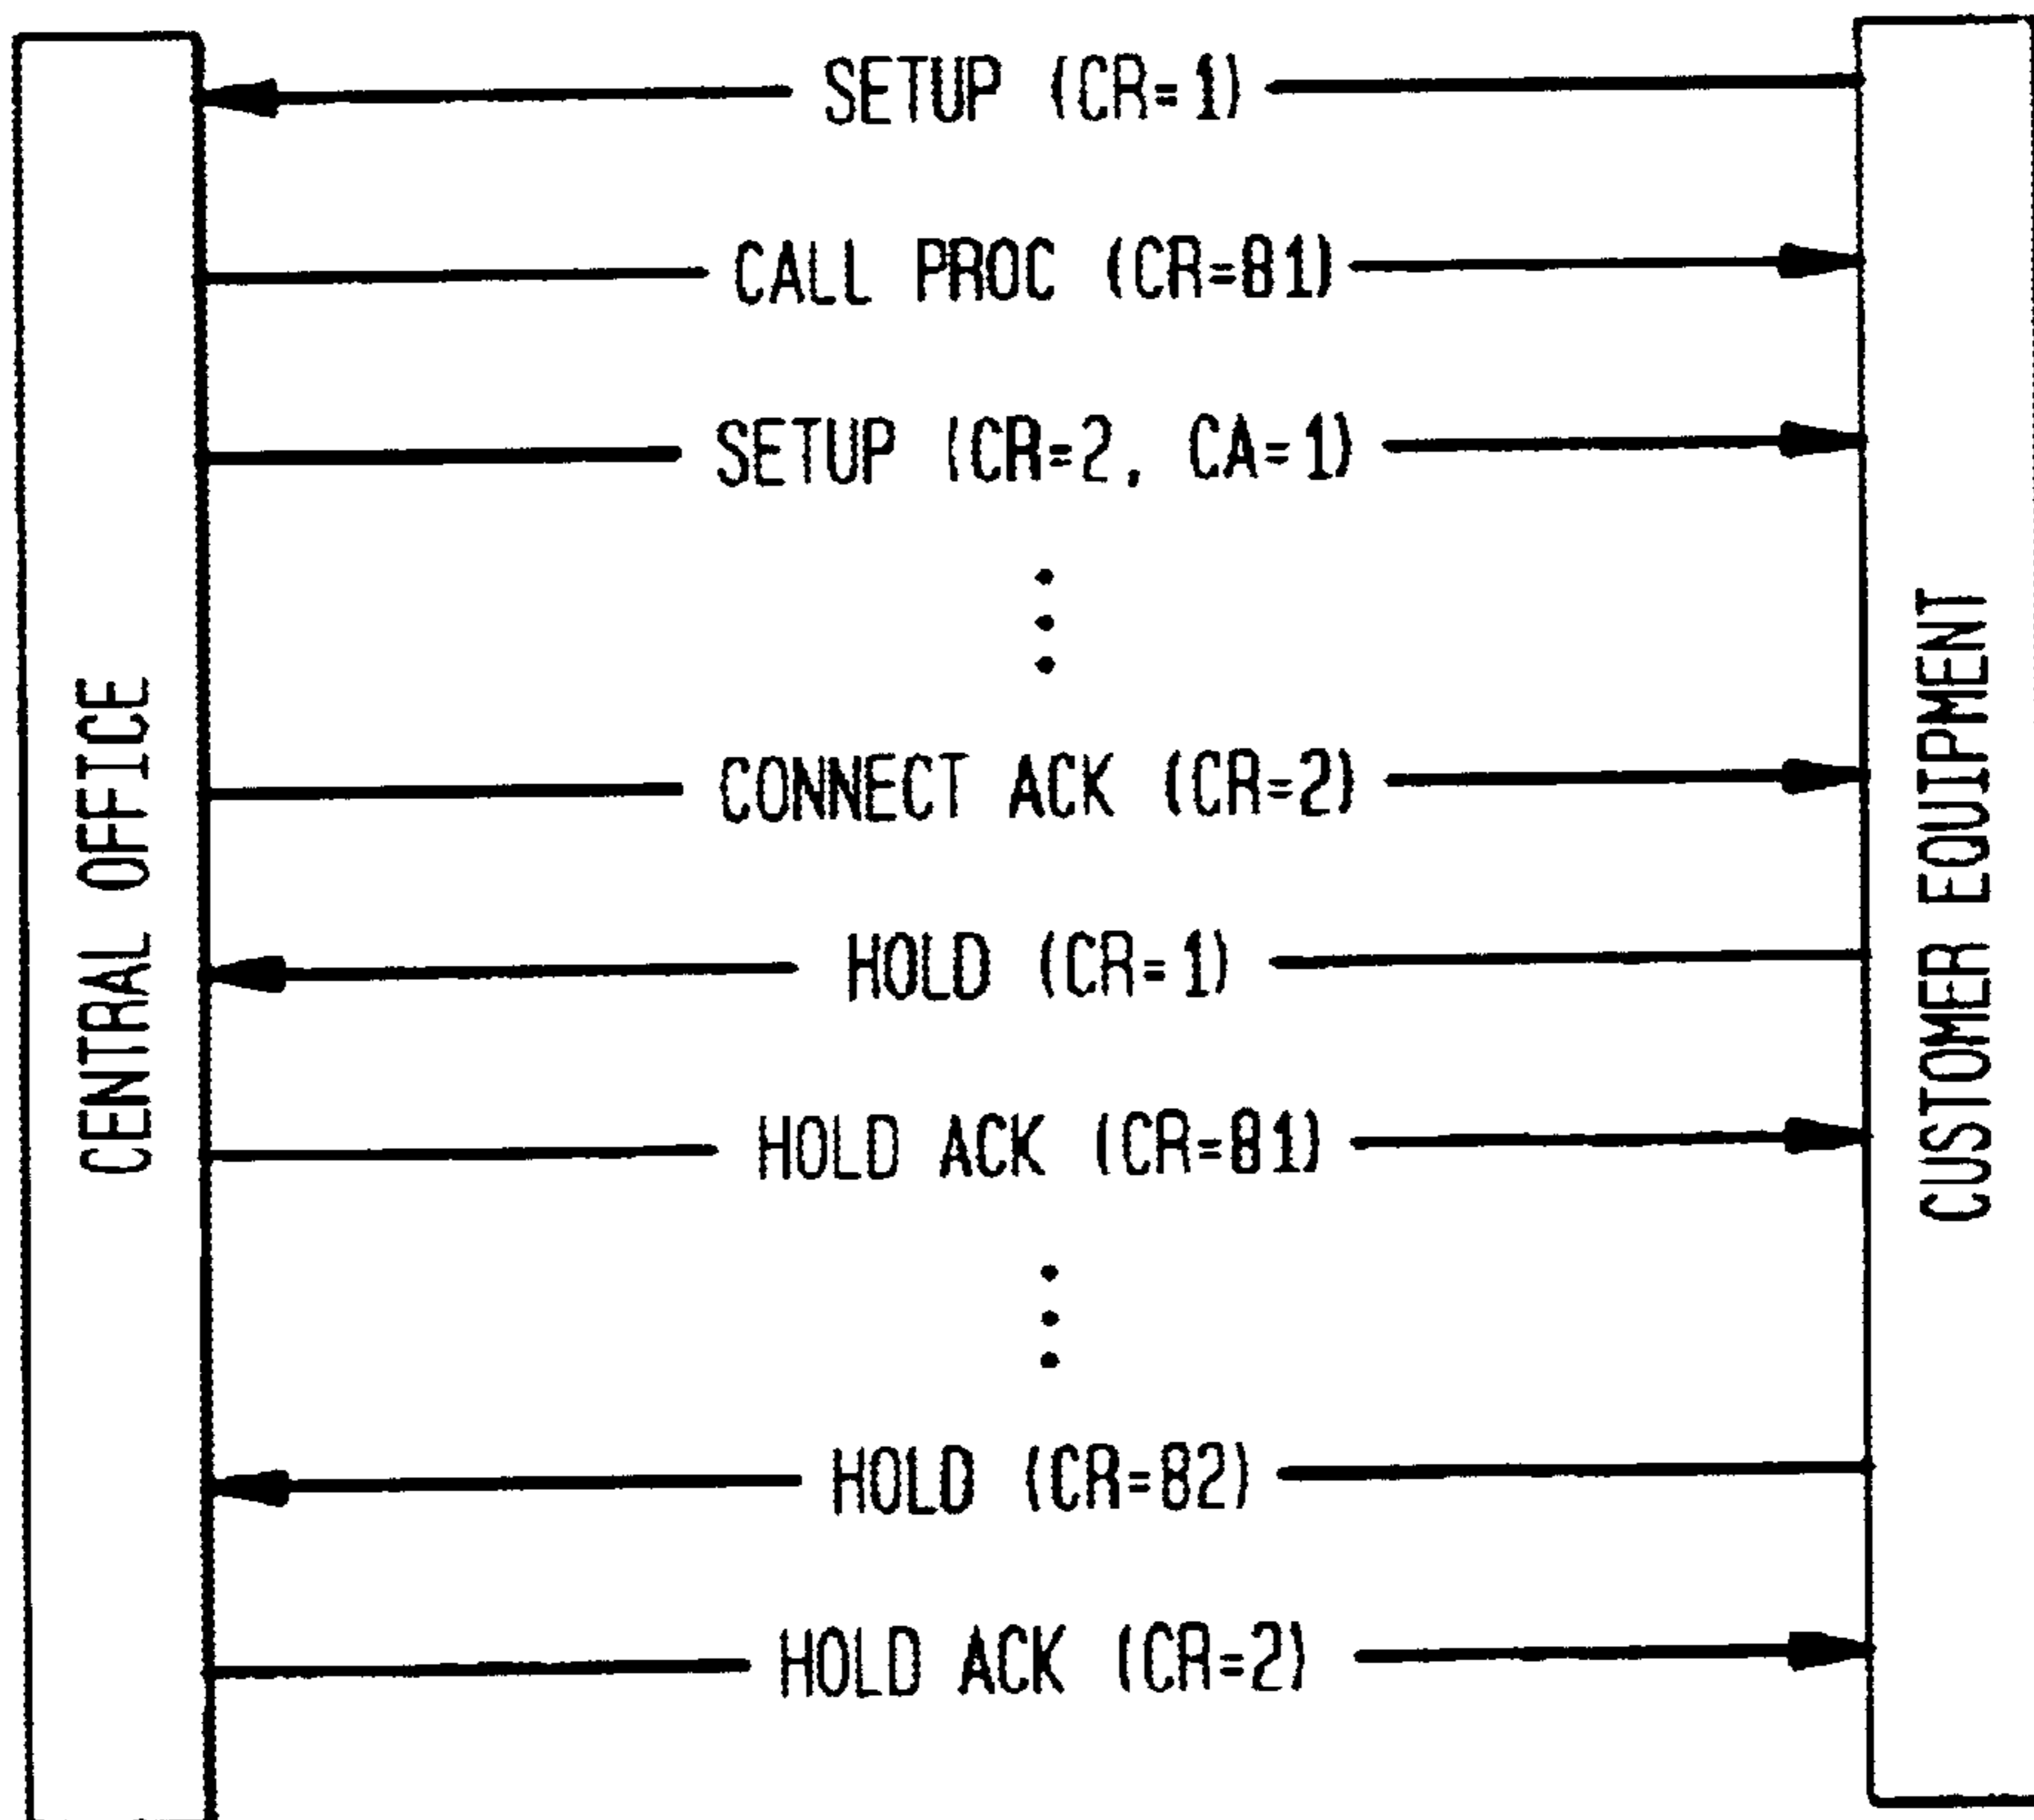 SETUP (CR=1)
CALL PROC (CR=81)
SETUP (CR=2, CA=1)
CONNECT ACK (CR=2)
HOLD (CR=1)
HOLD ACK (CR=81)
HOLD (CR=82)
HOLD ACK (CR=2)
CENTRAL OFFICE
CUSTOMER EQUIPMENT